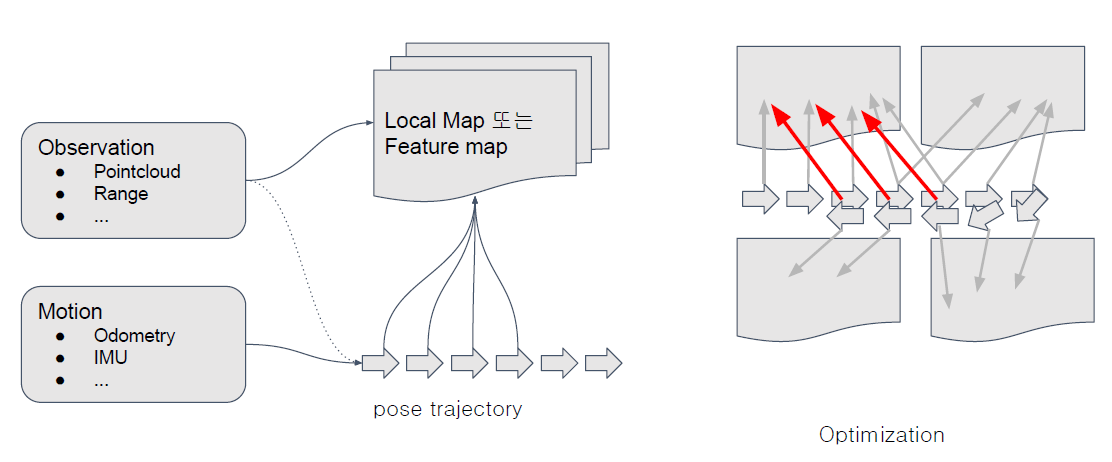 Observation
● Pointcloud
● Range
● ...
Motion
● Odometry
● IMU
● ...
Local Map 또는
Feature map
pose trajectory
Optimization